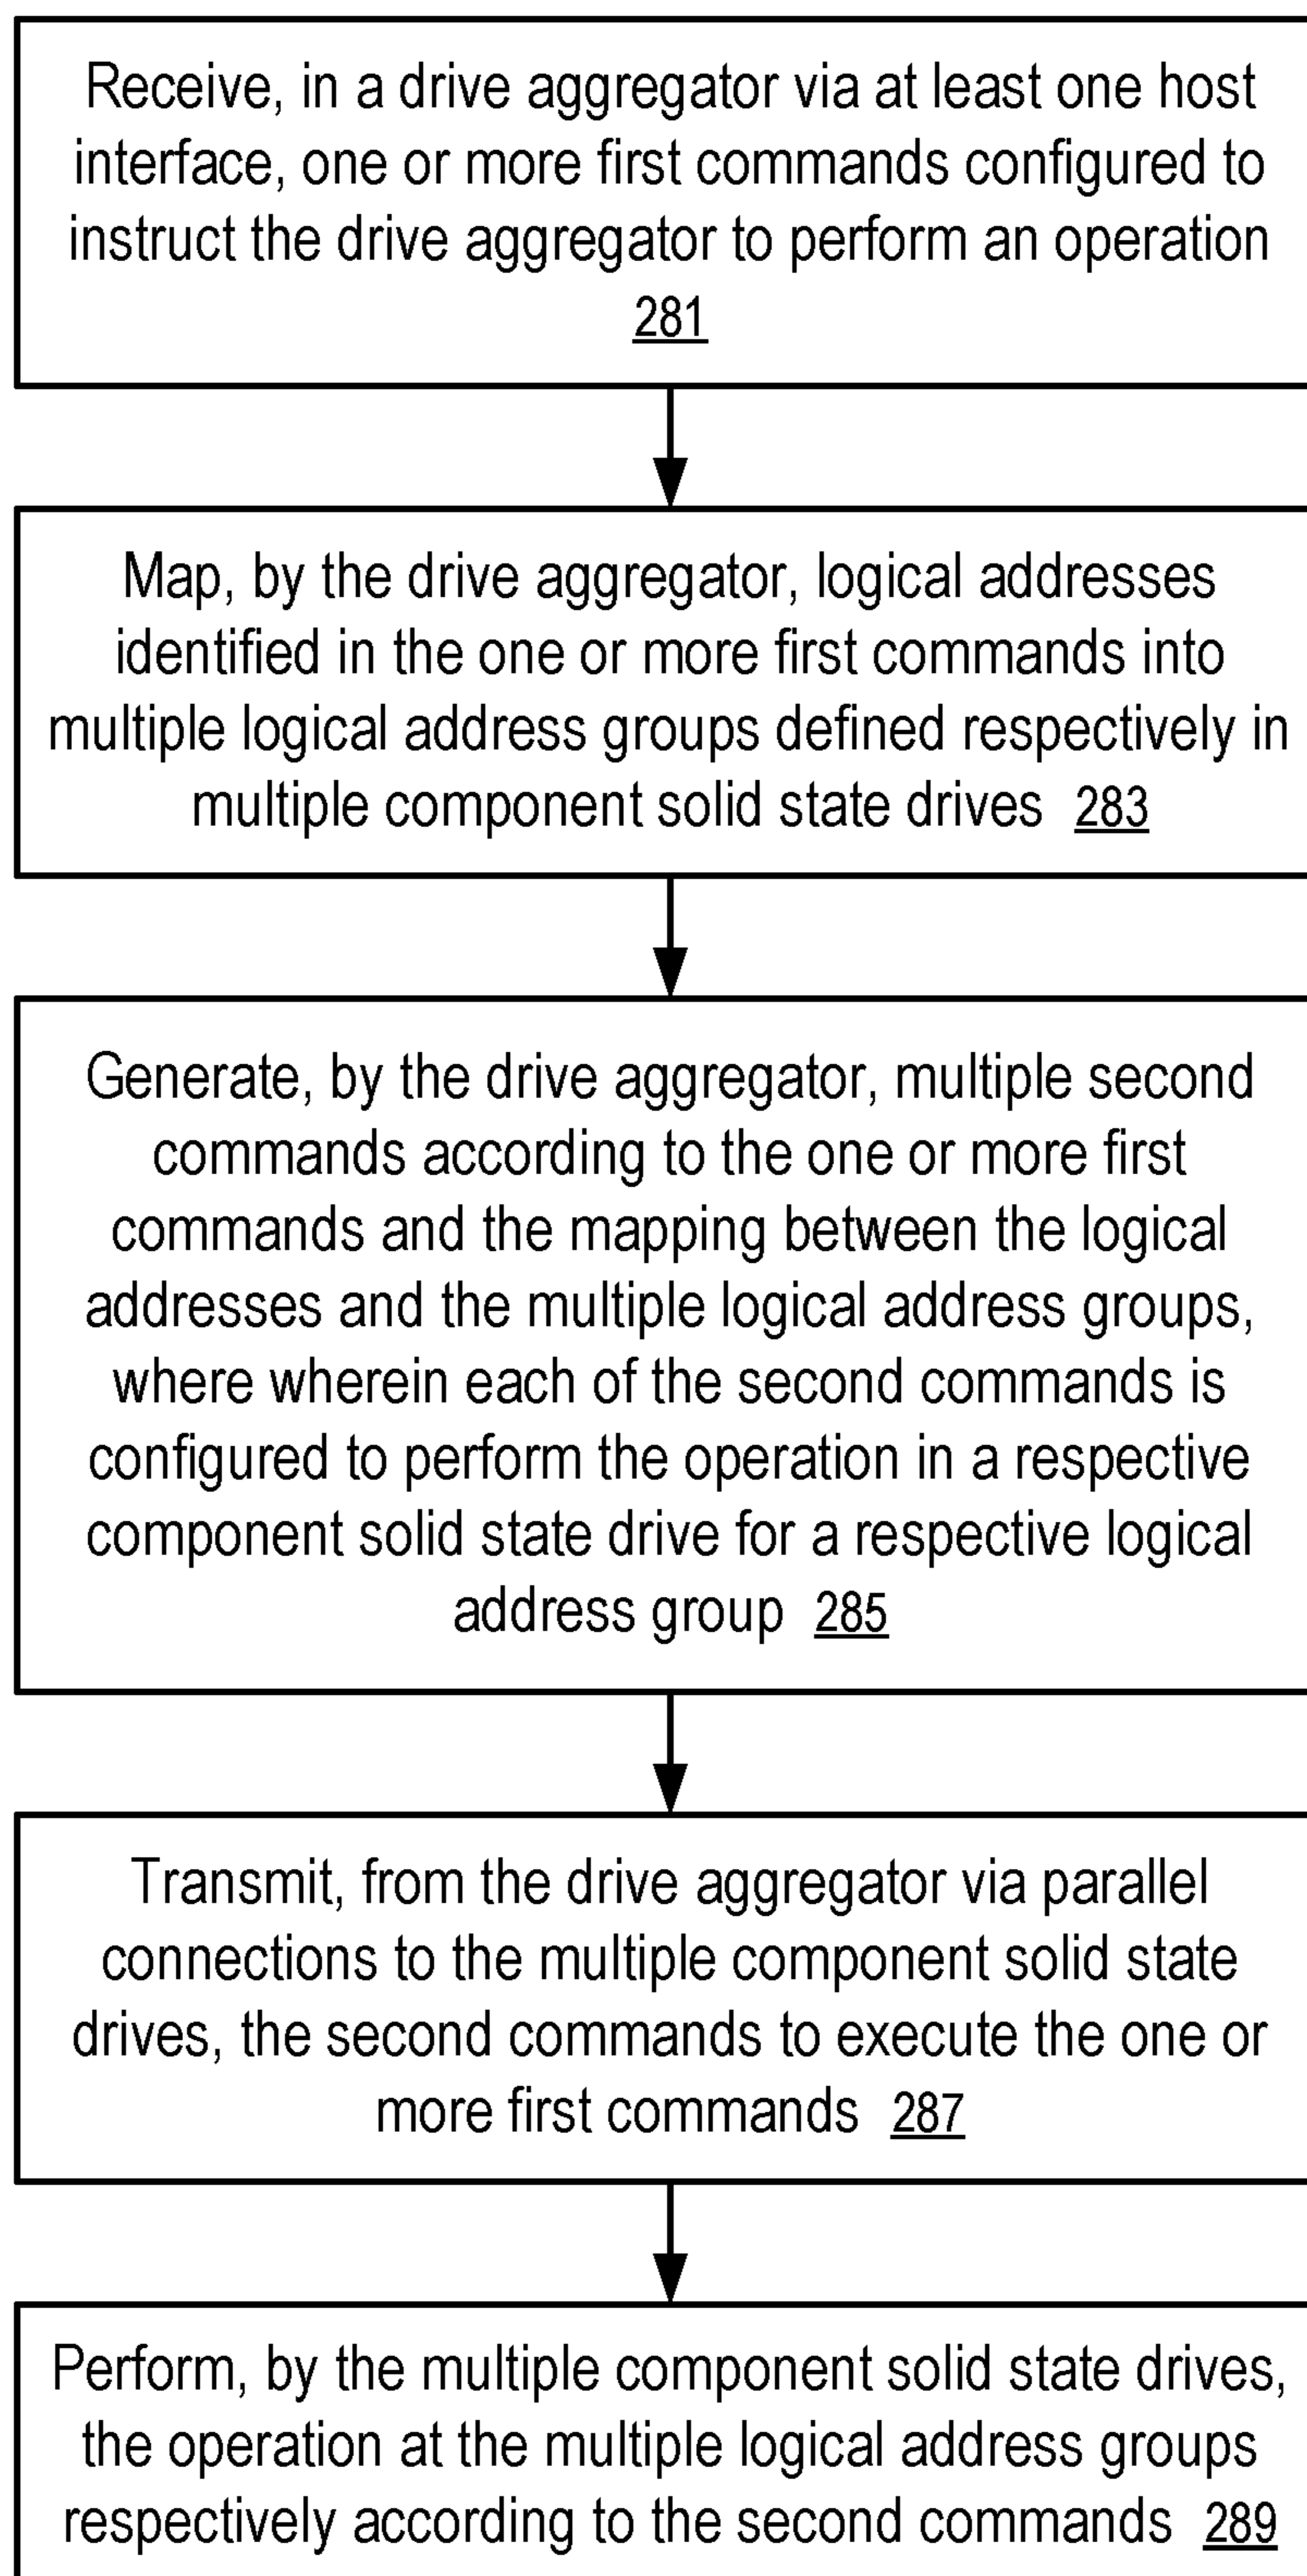 Receive, in a drive aggregator via at least one host
interface, one or more first commands configured to
instruct the drive aggregator to perform an operation
281
Map, by the drive aggregator, logical addresses
identified in the one or more first commands into
multiple logical address groups defined respectively in
multiple component solid state drives 283
Generate, by the drive aggregator, multiple second
commands according to the one or more first
commands and the mapping between the logical
addresses and the multiple logical address groups,
where wherein each of the second commands is
configured to perform the operation in a respective
component solid state drive for a respective logical
address group 285
Transmit, from the drive aggregator via parallel
connections to the multiple component solid state
drives, the second commands to execute the one or
more first commands 287
Perform, by the multiple component solid state drives,
the operation at the multiple logical address groups
respectively according to the second commands 289